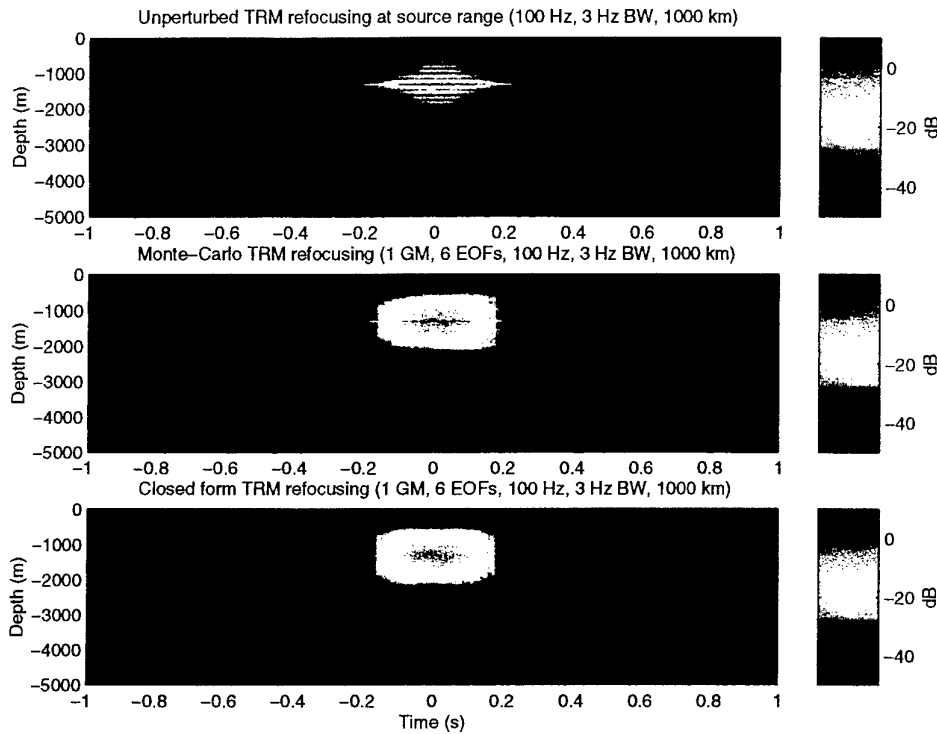 Unperturbed TRM refocusing at source range (100 Hz, 3 Hz BW, 1000 km)
0
-1000
-2000
-3000
-4000
-5000
Depth (m)
-1 -0.8 -0.6 -0.4 -0.2 0 0.2 0.4 0.6 0.8 1
0
-20
-40
dB
Monte-Carlo TRM refocusing (1 GM, 6 EOFs, 100 Hz, 3 Hz BW, 1000 km)
0
-1000
-2000
-3000
-4000
-5000
Depth (m)
-1 -0.8 -0.6 -0.4 -0.2 0 0.2 0.4 0.6 0.8 1
0
-20
-40
dB
Closed form TRM refocusing (1 GM, 6 EOFs, 100 Hz, 3 Hz BW, 1000 km)
0
-1000
-2000
-3000
-4000
-5000
Depth (m)
-1 -0.8 -0.6 -0.4 -0.2 0 0.2 0.4 0.6 0.8 1
Time (s)
0
-20
-40
dB